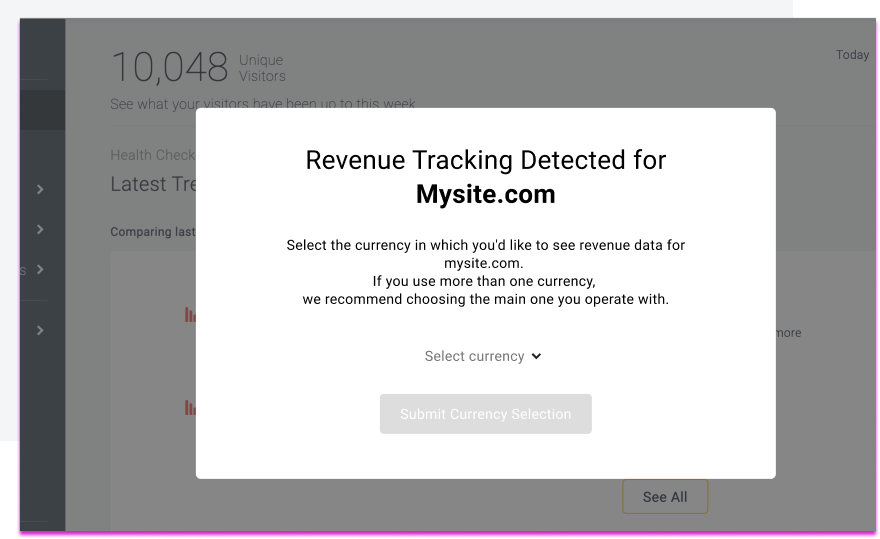 10,048
Unique
Visitors
Today
See what your visitors have been up to this week
Health Check
Latest Tre
Comparing last
s
Revenue Tracking Detected for
Mysite.com
Select the currency in which you'd like to see revenue data for
mysite.com.
If you use more than one currency,
we recommend choosing the main one you operate with.
Select currency
Submit Currency Selection
more
See All